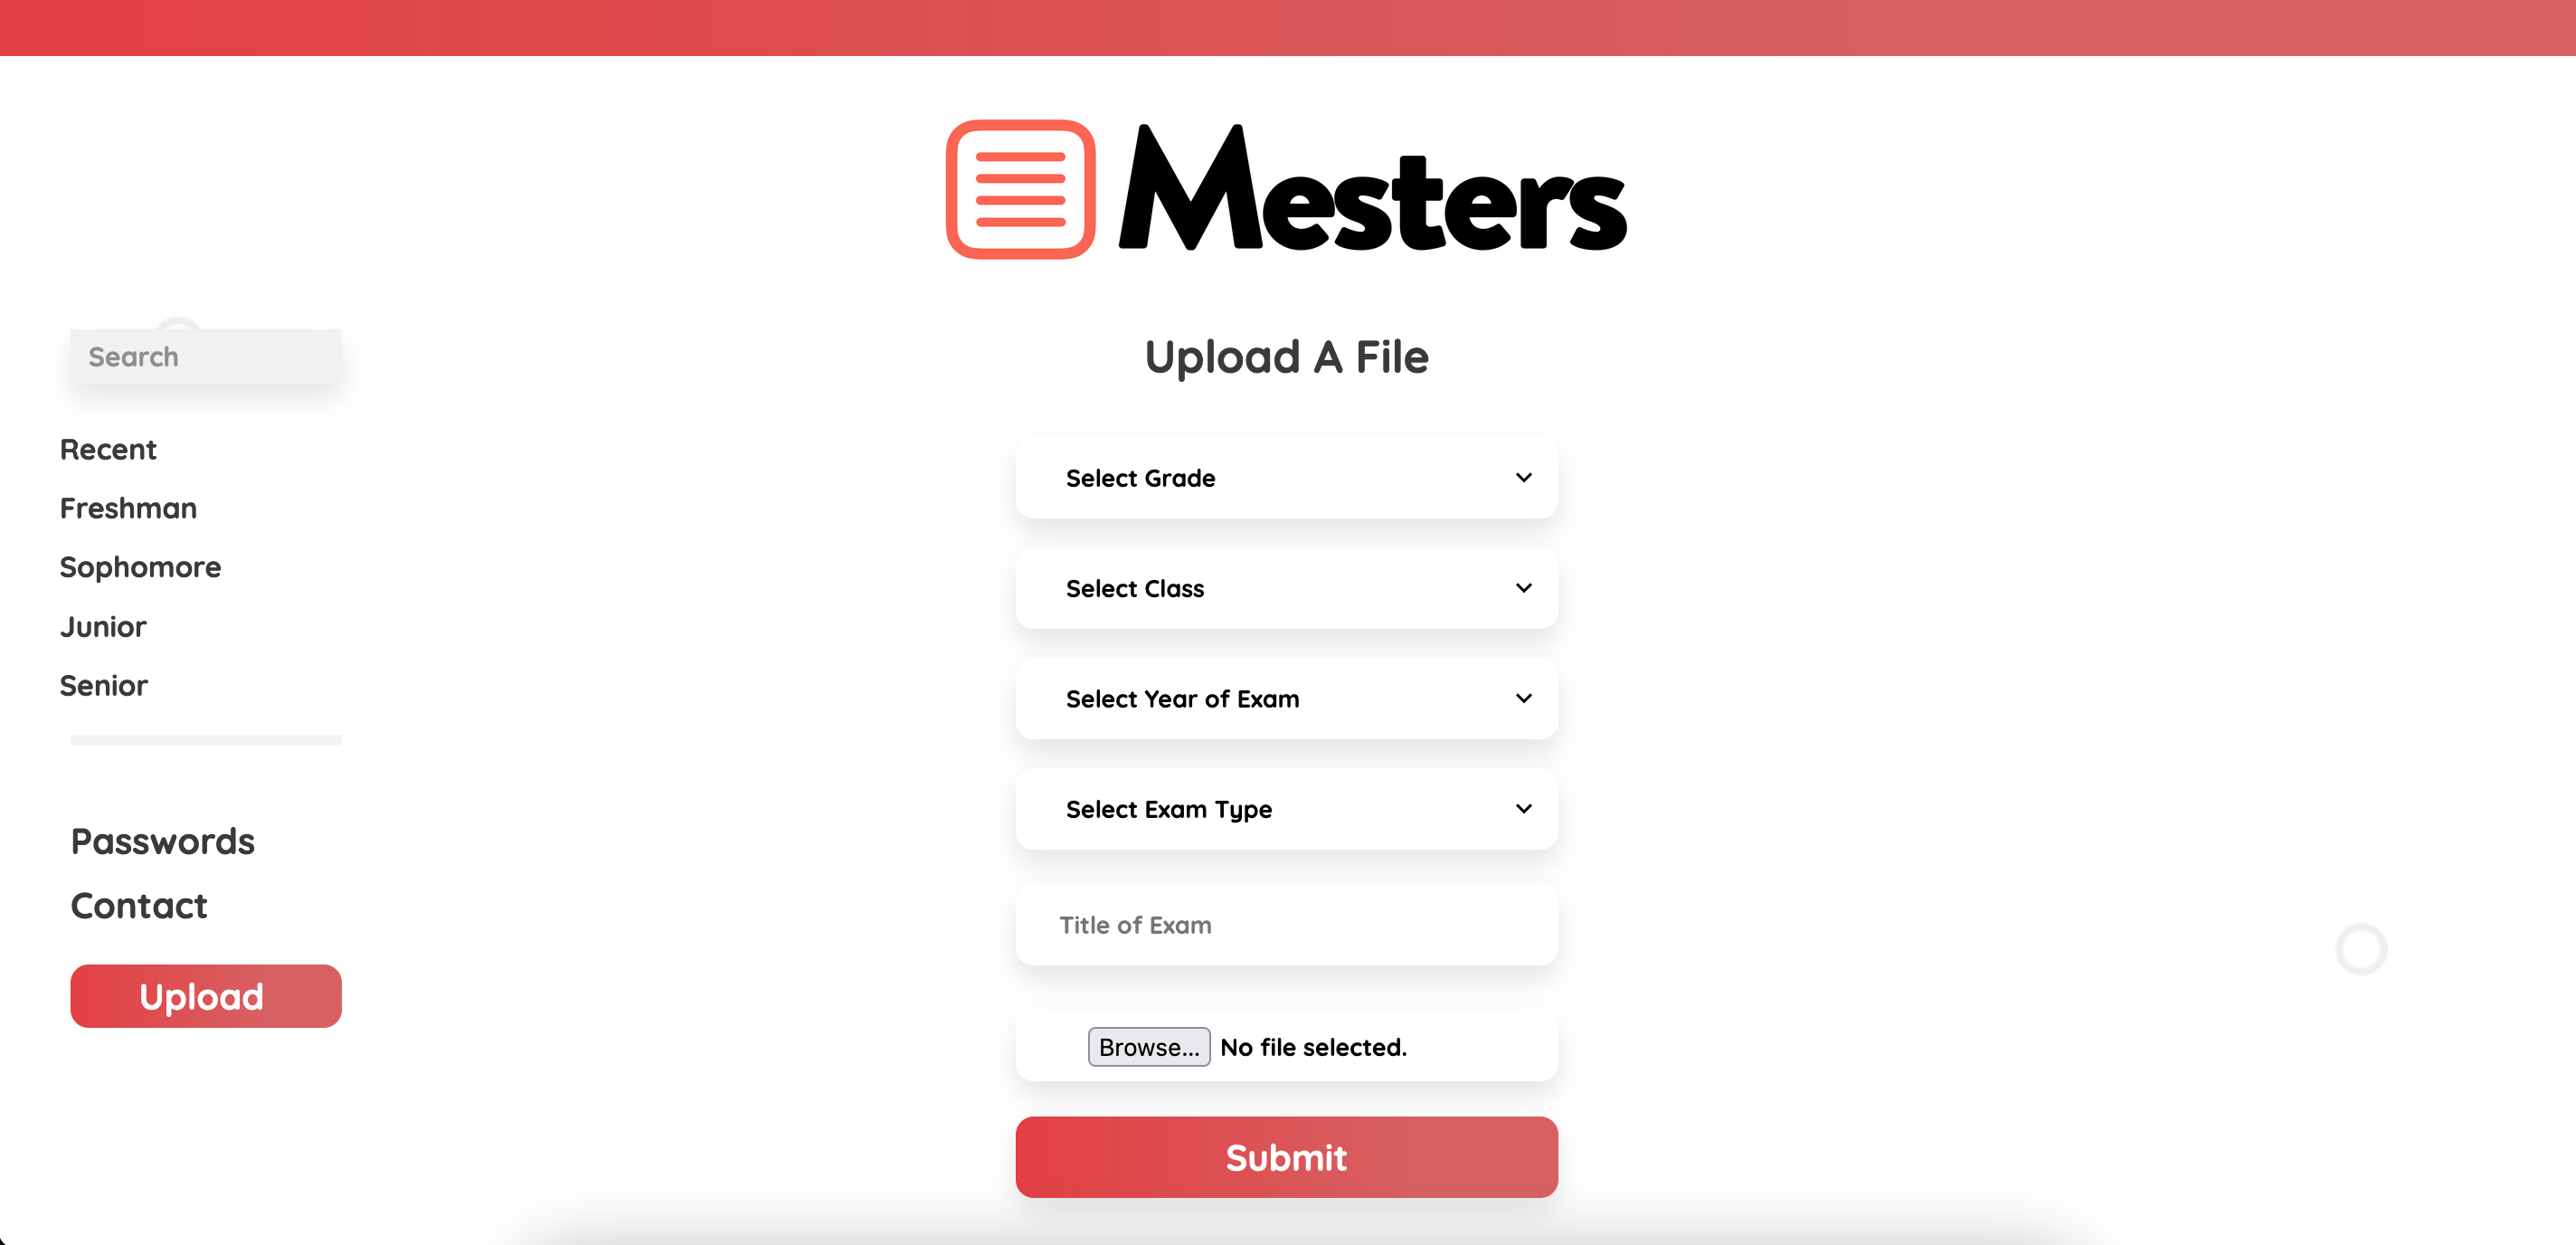 Mesters
Search
Recent
Freshman
Sophomore
Junior
Senior
Passwords
Contact
Upload
Upload A File
Select Grade
Select Class
Select Year of Exam
Select Exam Type
Title of Exam
Browse... No file selected.
Submit